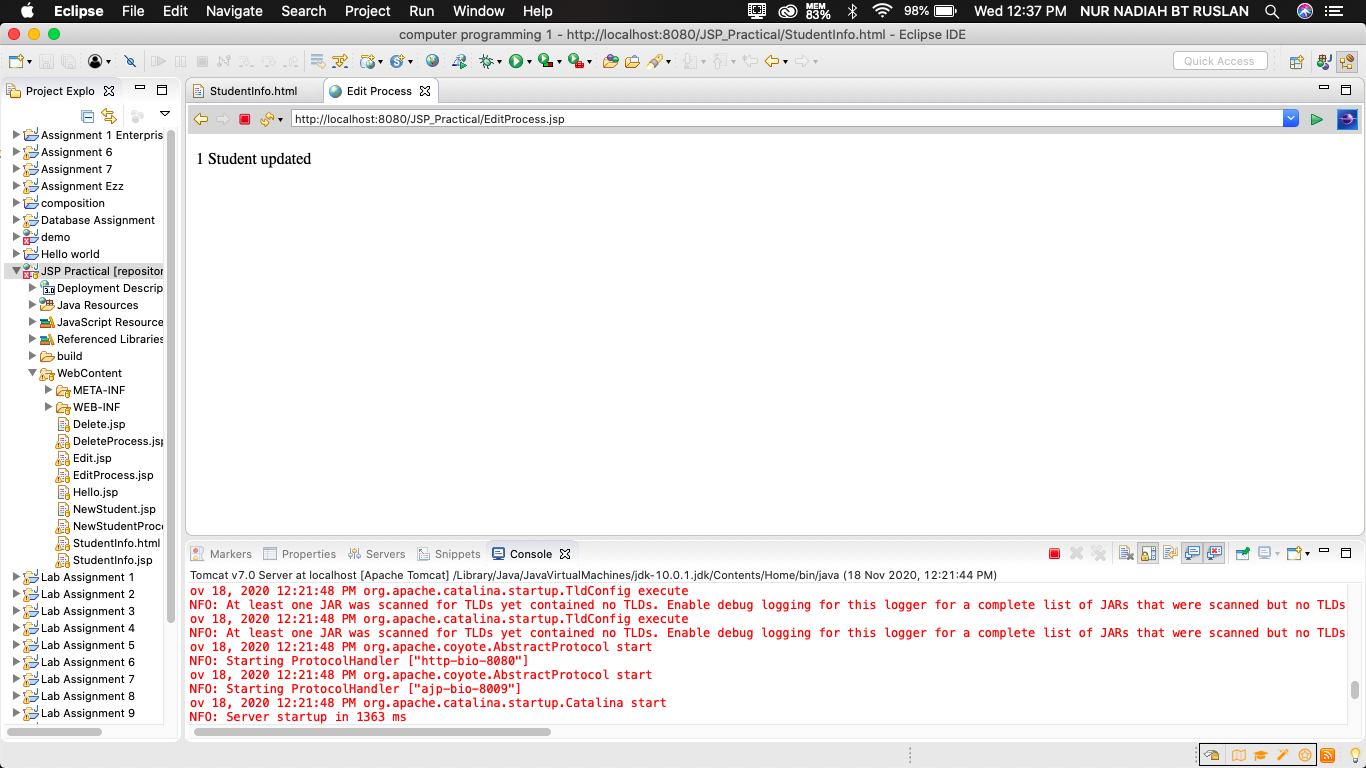 Eclipse File Edit Navigate Search Project Run Window Help MEM 83% 98% Wed 12:37 PM NUR NADIAH BT RUSLAN
computer programming 1 - http://localhost:8080/JSP_Practical/StudentInfo.html - Eclipse IDE
Quick Access
Project Explo
StudentInfo.html Edit Process
http://localhost:8080/JSP_Practical/EditProcess.jsp
1 Student updated
Assignment 1 Enterpris
Assignment 6
Assignment 7
Assignment Ezz
composition
Database Assignment
demo
Hello world
JSP Practical [repositor
3.0 Deployment Descrip
Java Resources
JavaScript Resource
Referenced Libraries
build
WebContent
META-INF
WEB-INF
Delete.jsp
DeleteProcess.jsp
Edit.jsp
EditProcess.jsp
Hello.jsp
NewStudent.jsp
NewStudentProc
StudentInfo.html
StudentInfo.jsp
Lab Assignment 1
Lab Assignment 2
Lab Assignment 3
Lab Assignment 4
Lab Assignment 5
Lab Assignment 6
Lab Assignment 7
Lab Assignment 8
Lab Assignment 9
Markers Properties Servers Snippets Console
Tomcat v7.0 Server at localhost [Apache Tomcat] /Library/Java/JavaVirtualMachines/jdk-10.0.1.jdk/Contents/Home/bin/java (18 Nov 2020, 12:21:44 PM)
ov 18, 2020 12:21:48 PM org.apache.catalina.startup.TldConfig execute
NFO: At least one JAR was scanned for TLDs yet contained no TLDs. Enable debug logging for this logger for a complete list of JARs that were scanned but no TLDs
ov 18, 2020 12:21:48 PM org.apache.catalina.startup.TldConfig execute
NFO: At least one JAR was scanned for TLDs yet contained no TLDs. Enable debug logging for this logger for a complete list of JARs that were scanned but no TLDs
ov 18, 2020 12:21:48 PM org.apache.coyote.AbstractProtocol start
NFO: Starting ProtocolHandler ["http-bio-8080"]
ov 18, 2020 12:21:48 PM org.apache.coyote.AbstractProtocol start
NFO: Starting ProtocolHandler ["ajp-bio-8009"]
ov 18, 2020 12:21:48 PM org.apache.catalina.startup.Catalina start
NFO: Server startup in 1363 ms